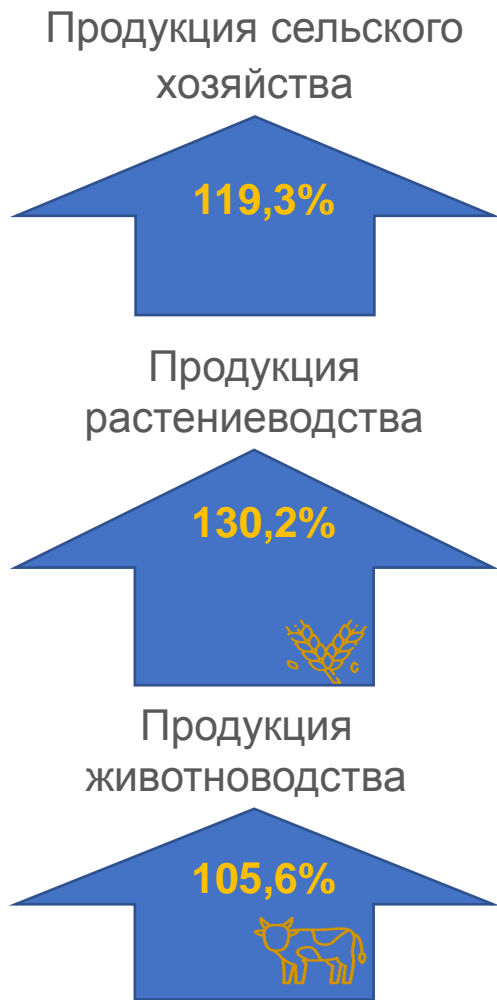 Продукция сельского
хозяйства
119,3%
Продукция
растениеводства
130,2%
Продукция
животноводства
105,6%